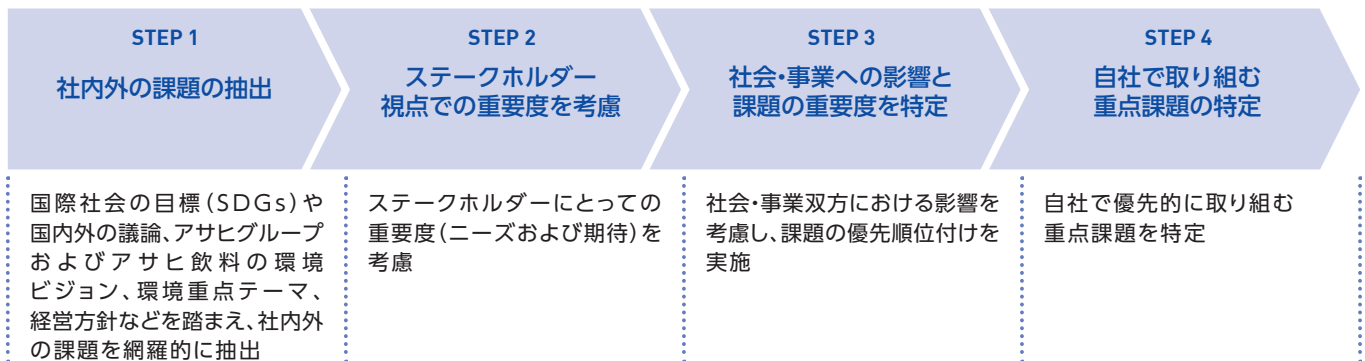 STEP 1
社内外の課題の抽出
STEP 2
ステークホルダー
視点での重要度を考慮
STEP 3
社会・事業への影響と
課題の重要度を特定
STEP 4
自社で取り組む
重点課題の特定
国際社会の目標（SDGs）や
国内外の議論、アサヒグループ
およびアサヒ飲料の環境
ビジョン、環境重点テーマ、
経営方針などを踏まえ、社内外
の課題を網羅的に抽出
ステークホルダーにとっての
重要度（ニーズおよび期待）を
考慮
社会・事業双方における影響を
考慮し、課題の優先順位付けを
実施
自社で優先的に取り組む
重点課題を特定